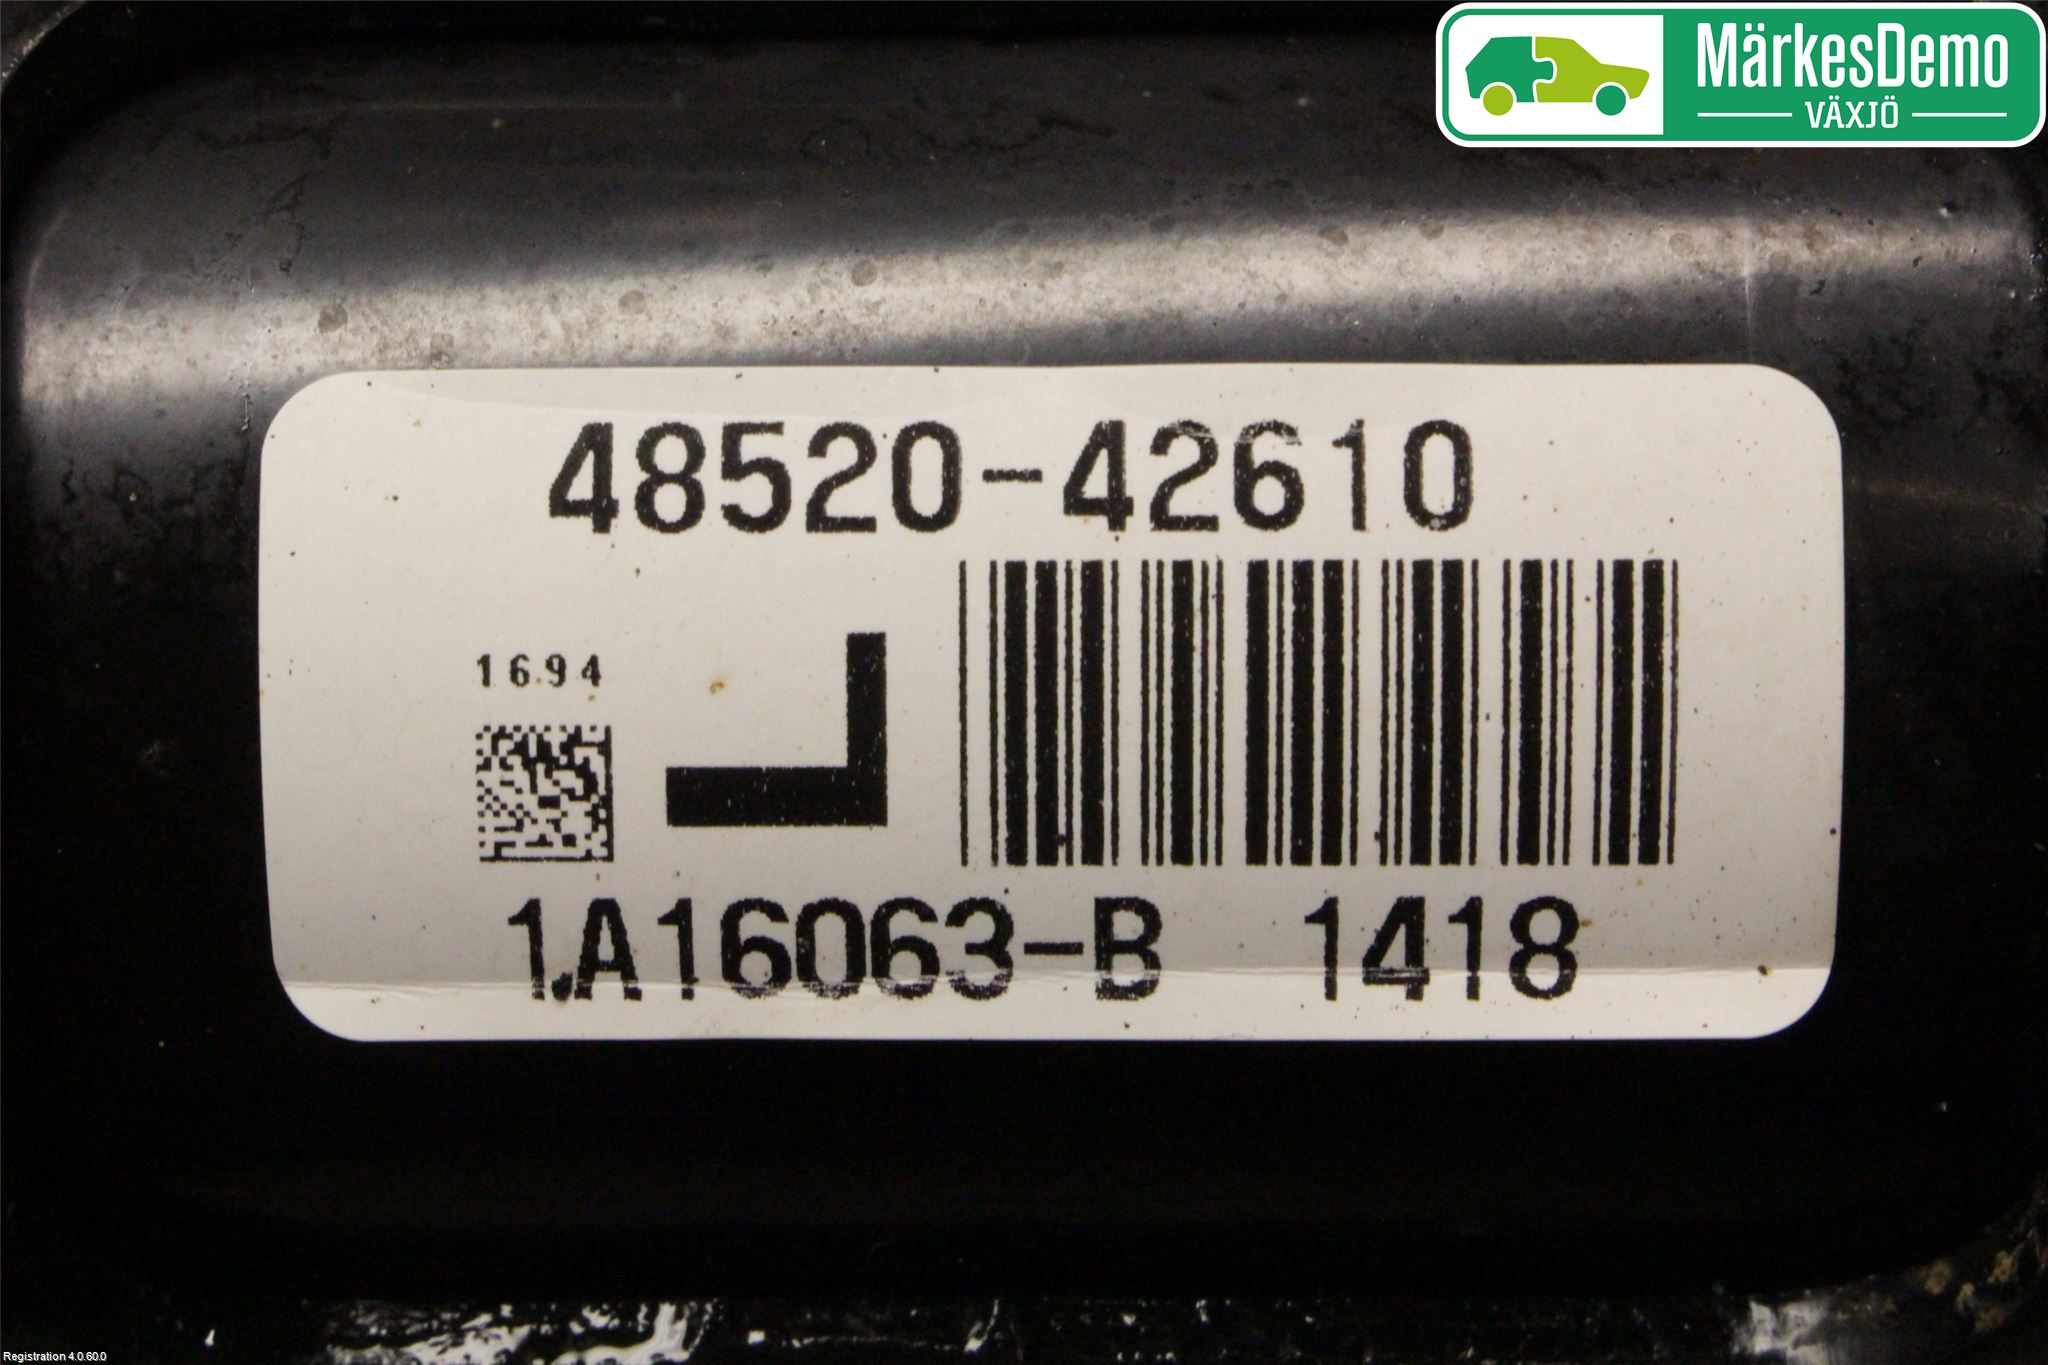 MärkesDemo
VÄXJÖ
48520-42610
1694
L
1A16063-B 1418
Registration 4.0.60.0